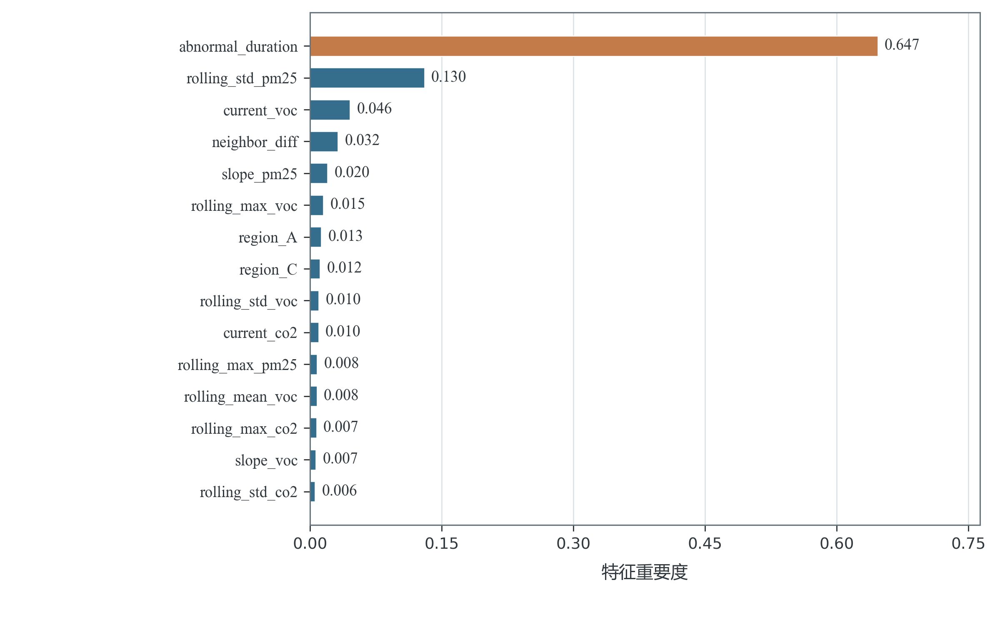 abnormal_duration 0.647
rolling_std_pm25 0.130
current_voc 0.046
neighbor_diff 0.032
slope_pm25 0.020
rolling_max_voc 0.015
region_A 0.013
region_C 0.012
rolling_std_voc 0.010
current_co2 0.010
rolling_max_pm25 0.008
rolling_mean_voc 0.008
rolling_max_co2 0.007
slope_voc 0.007
rolling_std_co2 0.006
0.00 0.15 0.30 0.45 0.60 0.75
特征重要度